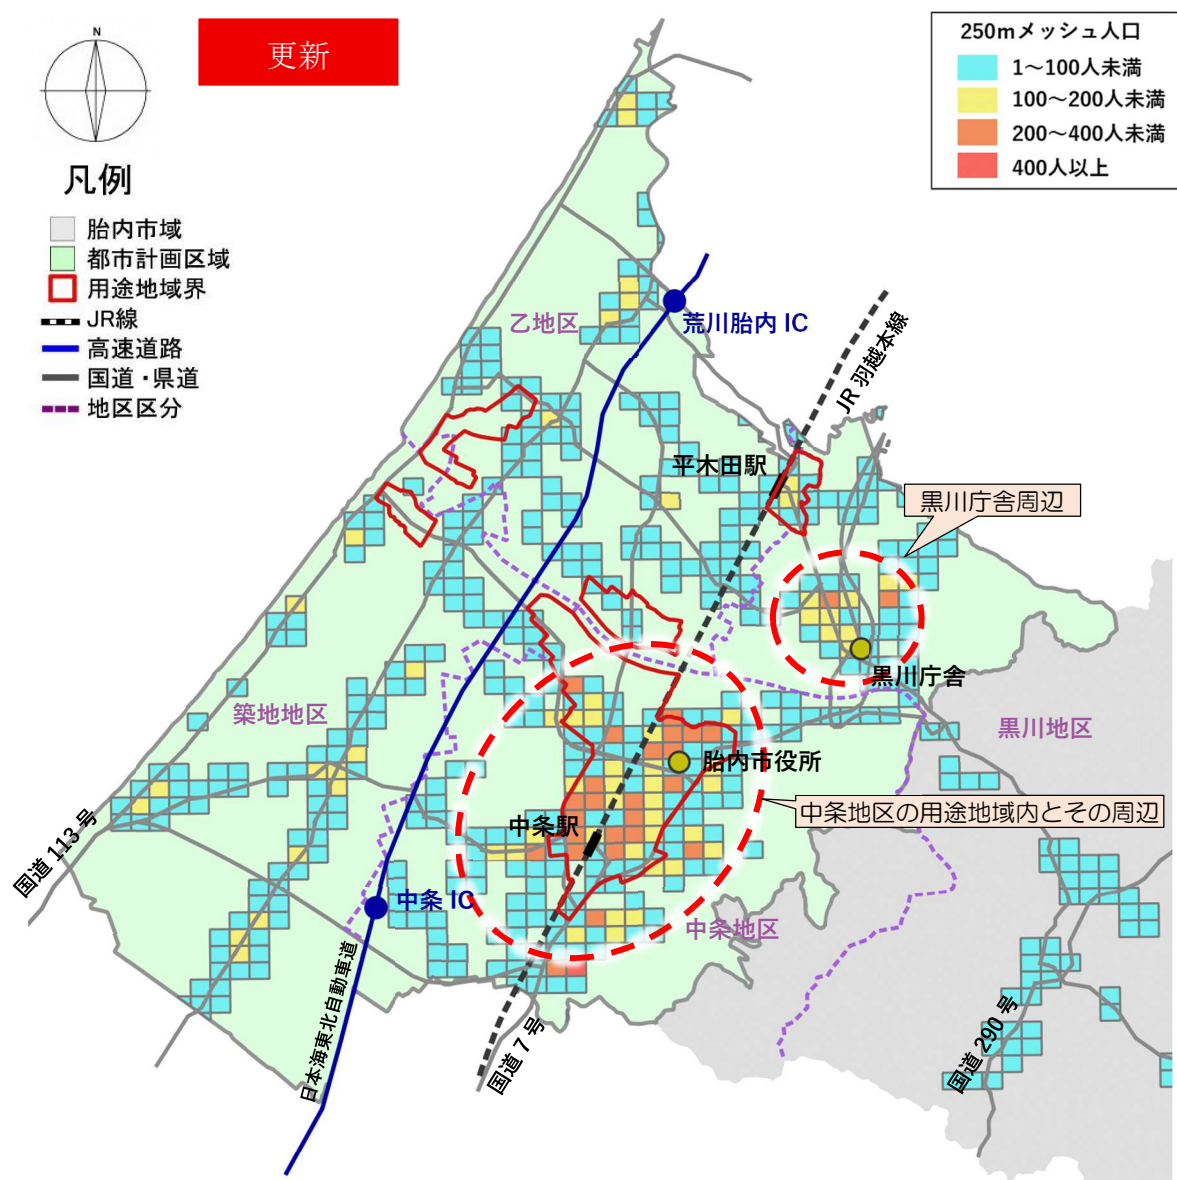 N
更新
250mメッシュ人口
1～100人未満
100～200人未満
200～400人未満
400人以上
凡例
胎内市域
都市計画区域
用途地域界
JR線
高速道路
国道・県道
地区区分
乙地区
荒川胎内 IC
JR 羽越本線
平木田駅
黒川庁舎周辺
黒川庁舎
築地地区
黒川地区
胎内市役所
中条地区の用途地域内とその周辺
中条駅
国道 113 号
中条 IC
中条地区
日本海東北自動車道
国道 7 号
国道 290 号